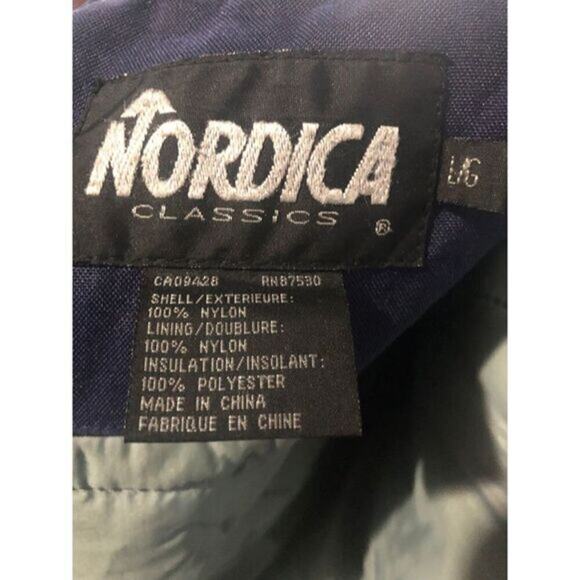 NORDICA
CLASSICS ®
L/G
CA09428 RN87530
SHELL/EXTERIEURE:
100% NYLON
LINING/DOUBLURE:
100% NYLON
INSULATION/INSOLANT:
100% POLYESTER
MADE IN CHINA
FABRIQUE EN CHINE